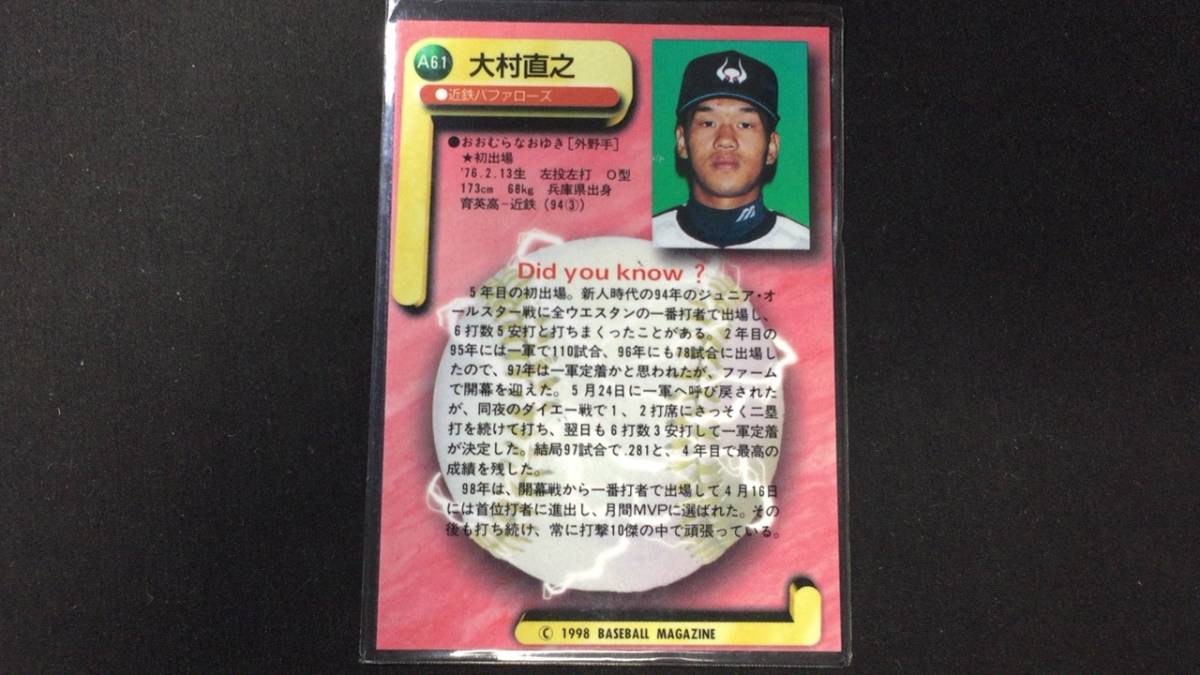 A61
大村直之
●近鉄バファローズ
●おおむらなおゆき[外野手]
★初出場
'76.2.13生 左投左打 O型
173cm 68kg 兵庫県出身
育英高-近鉄(94③)
Did you know ?
5年目の初出場。新人時代の94年のジュニア・オ
ールスター戦に全ウエスタンの一番打者で出場し、
6打数5安打と打ちまくったことがある。2年目の
95年には一軍で110試合、96年にも78試合に出場し
たので、97年は一軍定着かと思われたが、ファーム
で開幕を迎えた。5月24日に一軍へ呼び戻された
が、同夜のダイエー戦で1、2打席にさっそく二塁
打を続けて打ち、翌日も6打数3安打して一軍定着
が決定した。結局97試合で.281と、4年目で最高の
成績を残した。
98年は、開幕戦から一番打者で出場して4月16日
には首位打者に進出し、月間MVPに選ばれた。その
後も打ち続け、常に打撃10傑の中で頑張っている。
© 1998 BASEBALL MAGAZINE